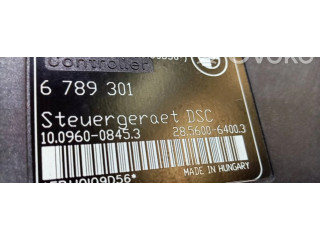 Controller
6 789 301
Steuergeraet DSC
10.0960-0845.3 28.5600-6400.3
MADE IN HUNGARY